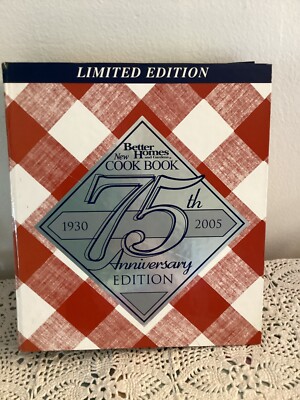 LIMITED EDITION
Better
Homes
and Gardens
New
COOK BOOK
75th
1930 2005
Anniversary
EDITION